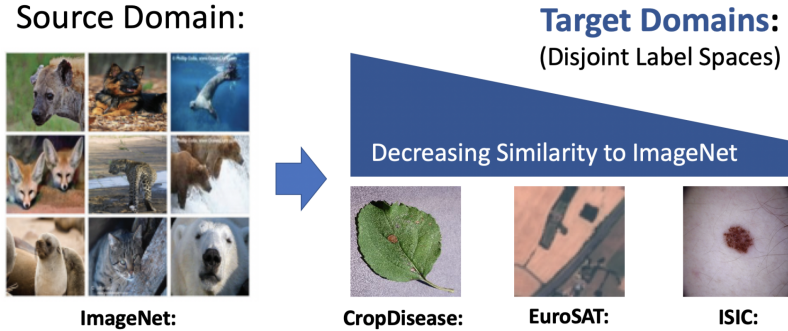 Source Domain:
Target Domains:
(Disjoint Label Spaces)
Decreasing Similarity to ImageNet
ImageNet:
CropDisease:
EuroSAT:
ISIC: